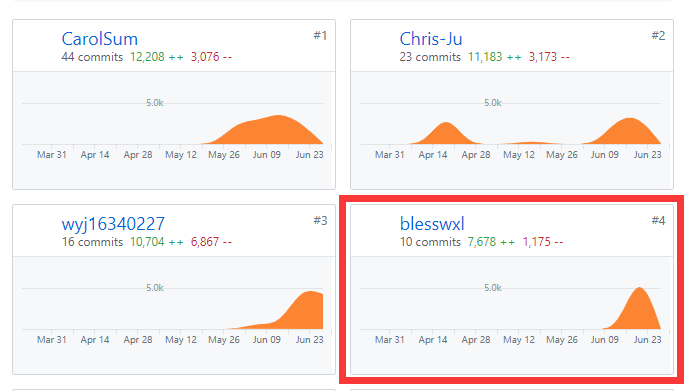 CarolSum #1
44 commits 12,208 ++ 3,076 --
5.0k
Mar 31 Apr 14 Apr 28 May 12 May 26 Jun 09 Jun 23
Chris-Ju #2
23 commits 11,183 ++ 3,173 --
5.0k
Mar 31 Apr 14 Apr 28 May 12 May 26 Jun 09 Jun 23
wyj16340227 #3
16 commits 10,704 ++ 6,867 --
5.0k
Mar 31 Apr 14 Apr 28 May 12 May 26 Jun 09 Jun 23
blesswxl #4
10 commits 7,678 ++ 1,175 --
5.0k
Mar 31 Apr 14 Apr 28 May 12 May 26 Jun 09 Jun 23